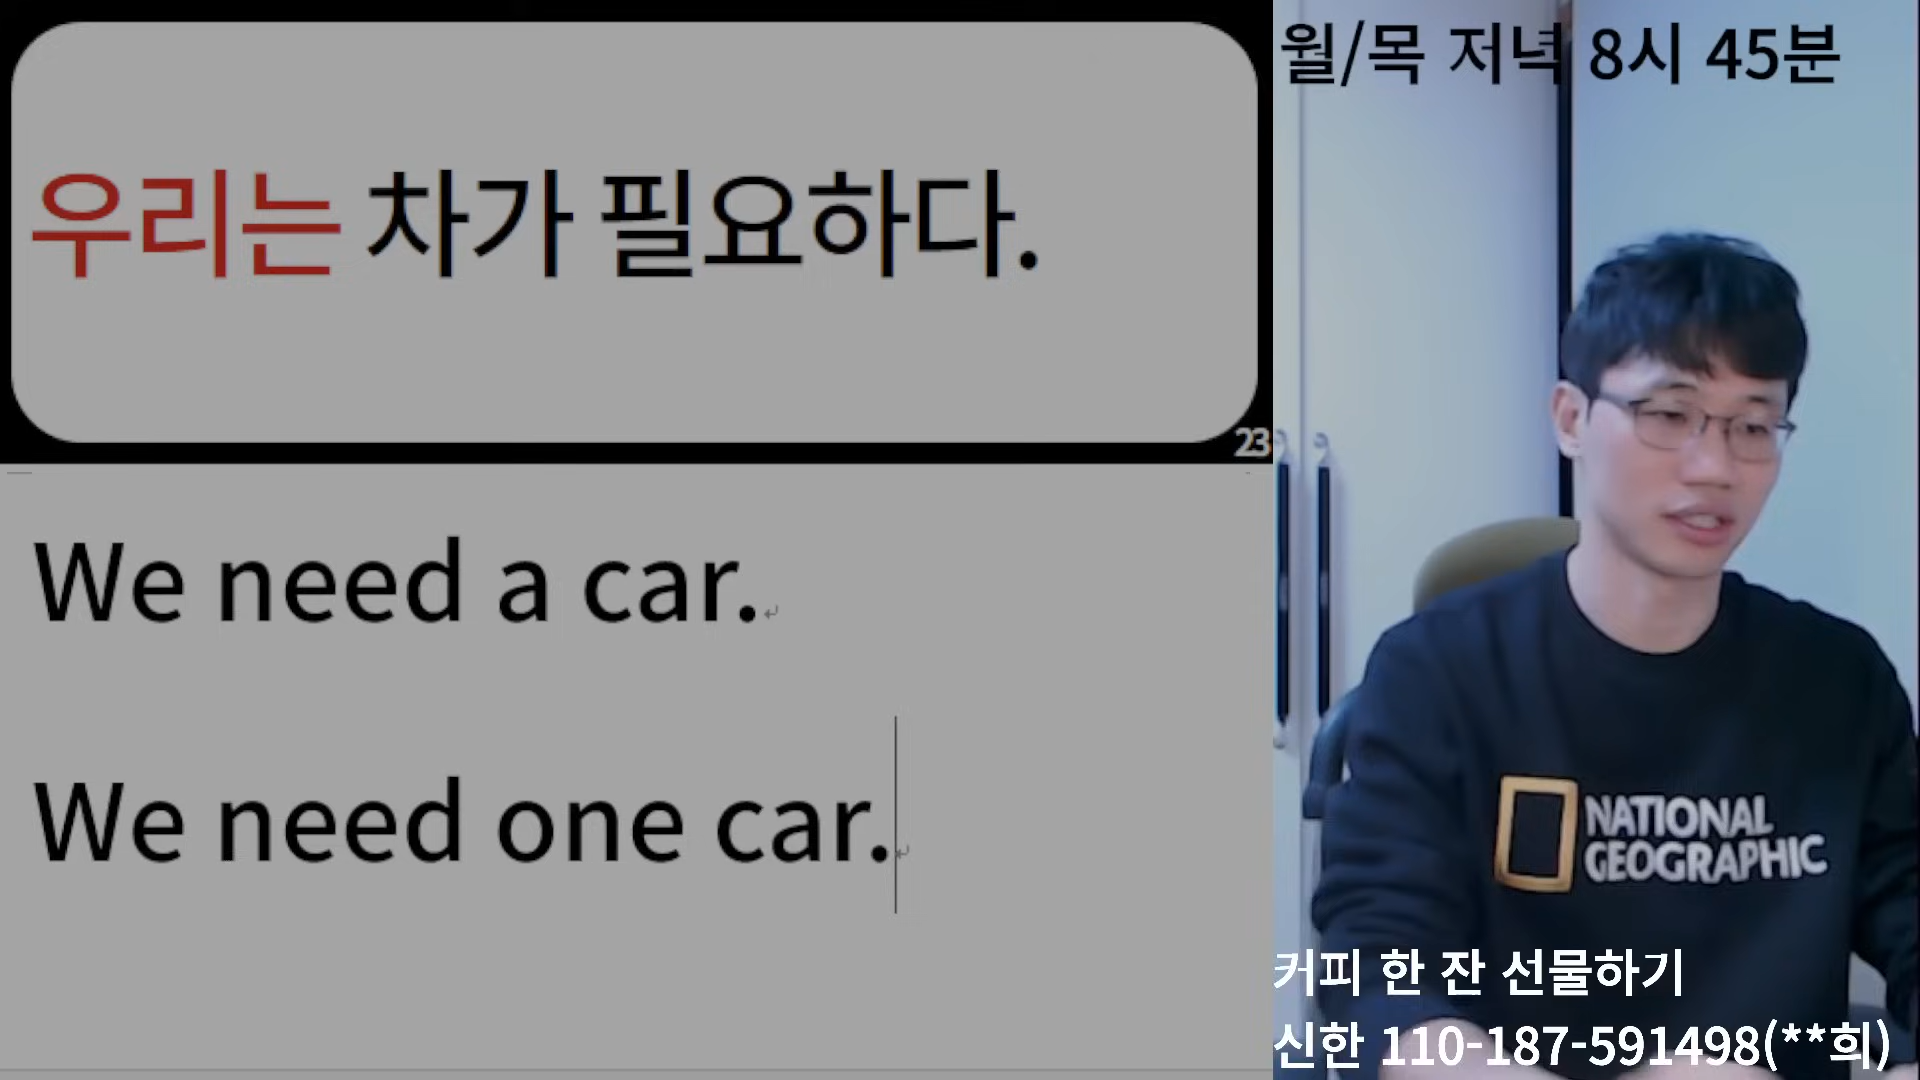 우리는 차가 필요하다.
23
We need a car.
We need one car.
월/목 저녁 8시 45분
NATIONAL
GEOGRAPHIC
커피 한 잔 선물하기
신한 110-187-591498(**희)